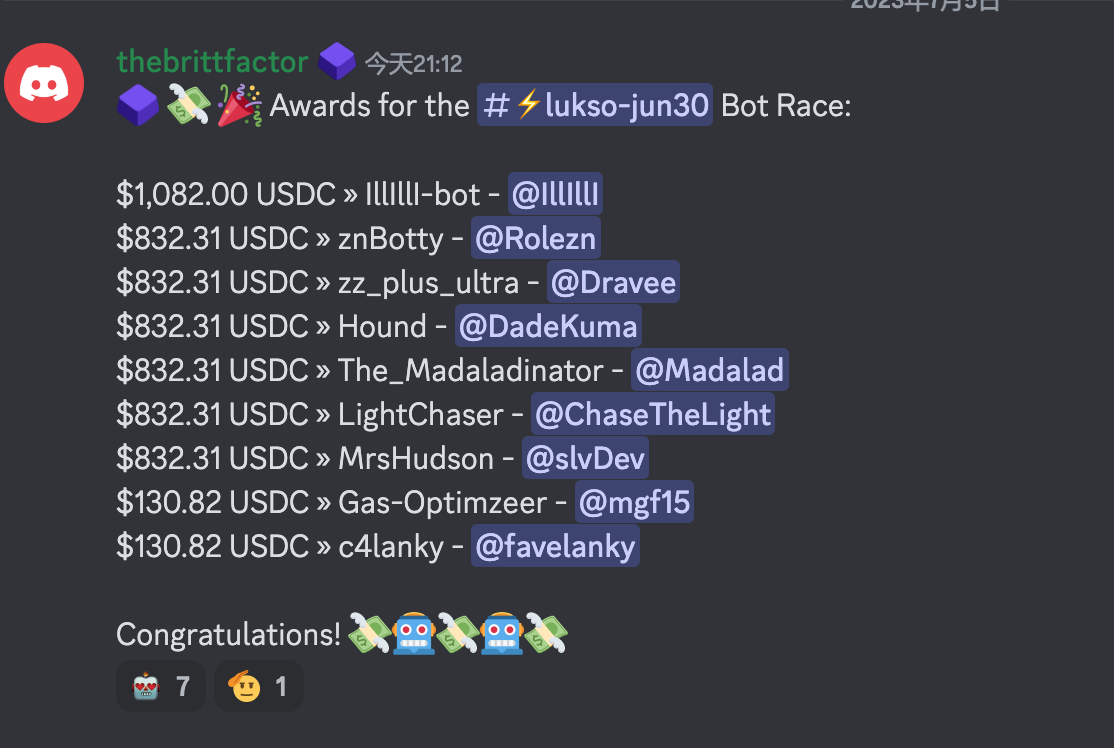 2023年7月5日
thebrittfactor 今天21:12
Awards for the #⚡lukso-jun30 Bot Race:
$1,082.00 USDC » IllIllI-bot - @IllIllI
$832.31 USDC » znBotty - @Rolezn
$832.31 USDC » zz_plus_ultra - @Dravee
$832.31 USDC » Hound - @DadeKuma
$832.31 USDC » The_Madaladinator - @Madalad
$832.31 USDC » LightChaser - @ChaseTheLight
$832.31 USDC » MrsHudson - @slvDev
$130.82 USDC » Gas-Optimzeer - @mgf15
$130.82 USDC » c4lanky - @favelanky
Congratulations!
7 1